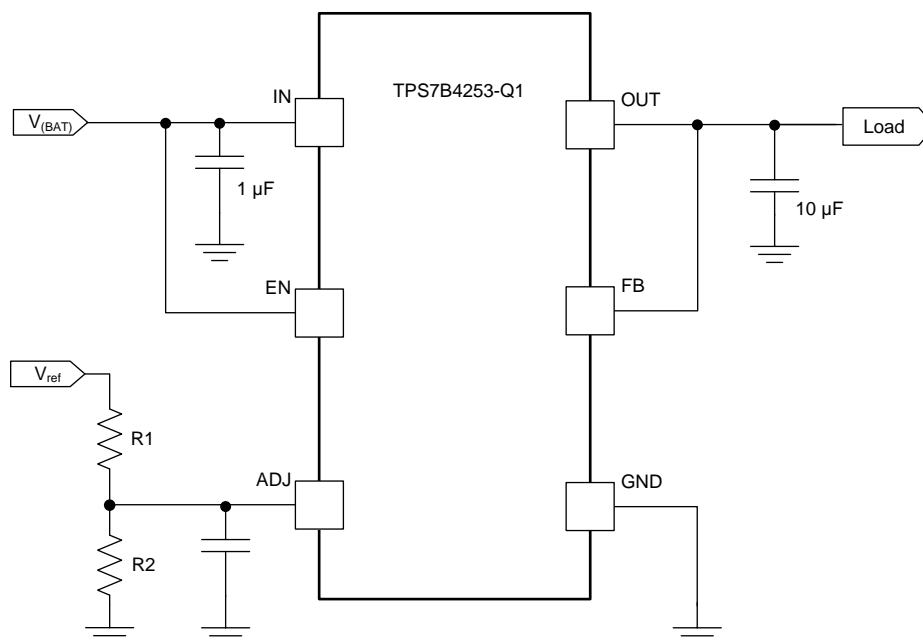 TPS7B4253-Q1
IN
OUT
V(BAT)
Load
1 µF
10 µF
EN
FB
Vref
R1
ADJ
GND
R2